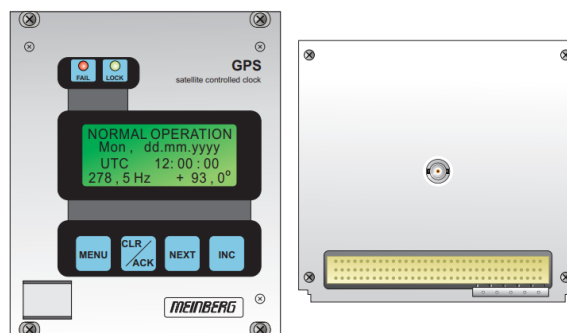 GPS
satellite controlled clock
FAIL LOCK
NORMAL OPERATION
Mon, dd.mm.yyyy
UTC 12:00:00
278,5 Hz + 93,0°
MENU CLR/ACK NEXT INC
MEINBERG